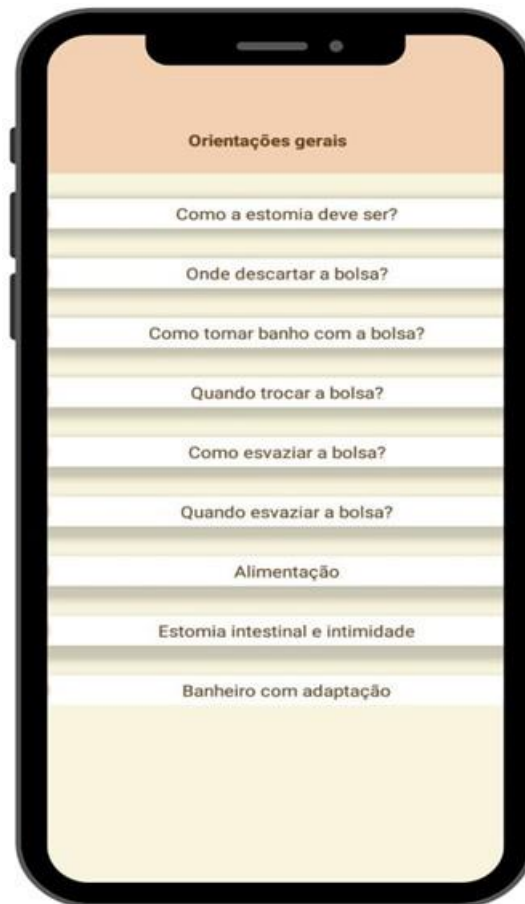 Orientações gerais
Como a estomia deve ser?
Onde descartar a bolsa?
Como tomar banho com a bolsa?
Quando trocar a bolsa?
Como esvaziar a bolsa?
Quando esvaziar a bolsa?
Alimentação
Estomia intestinal e intimidade
Banheiro com adaptação